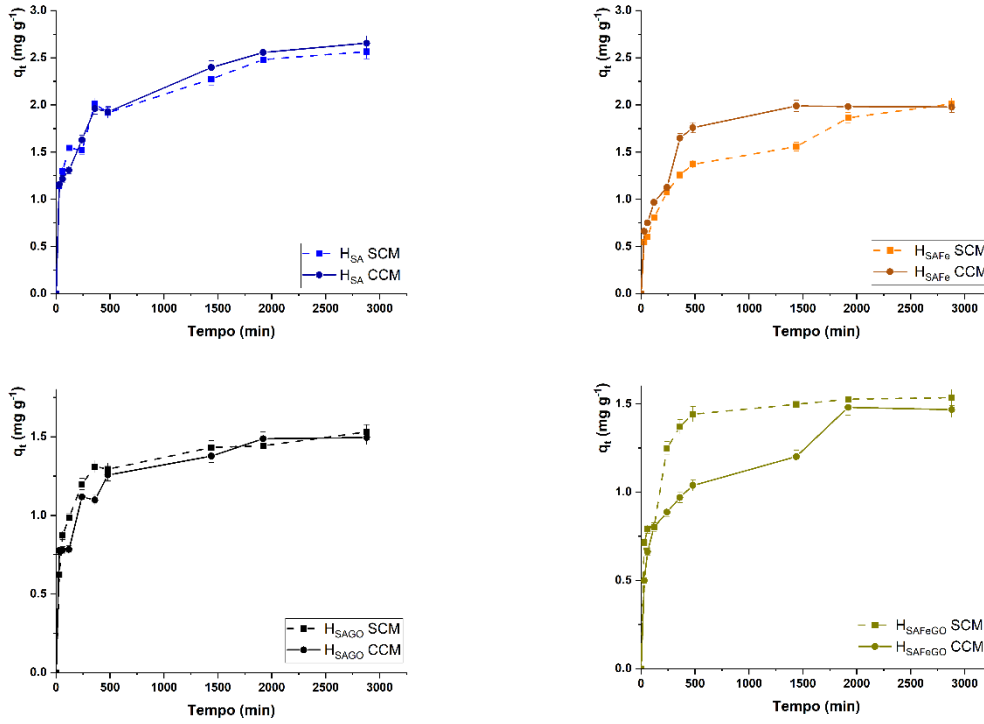 qt (mg g-1)
3.0
2.5
2.0
1.5
1.0
0.5
0.0
HSA SCM
HSA CCM
0 500 1000 1500 2000 2500 3000
Tempo (min)
qt (mg g-1)
3.0
2.5
2.0
1.5
1.0
0.5
0.0
HSAFe SCM
HSAFe CCM
0 500 1000 1500 2000 2500 3000
Tempo (min)
qt (mg g-1)
1.5
1.0
0.5
0.0
HSAGO SCM
HSAGO CCM
0 500 1000 1500 2000 2500 3000
Tempo (min)
qt (mg g-1)
1.5
1.0
0.5
0.0
HSAFeGO SCM
HSAFeGO CCM
0 500 1000 1500 2000 2500 3000
Tempo (min)